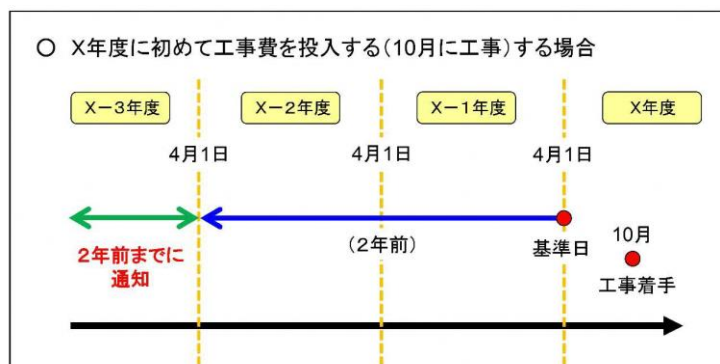 ○ X年度に初めて工事費を投入する(10月に工事)する場合
X－3年度
X－2年度
X－1年度
X年度
4月1日
4月1日
4月1日
2年前までに
通知
(2年前)
基準日
10月
工事着手